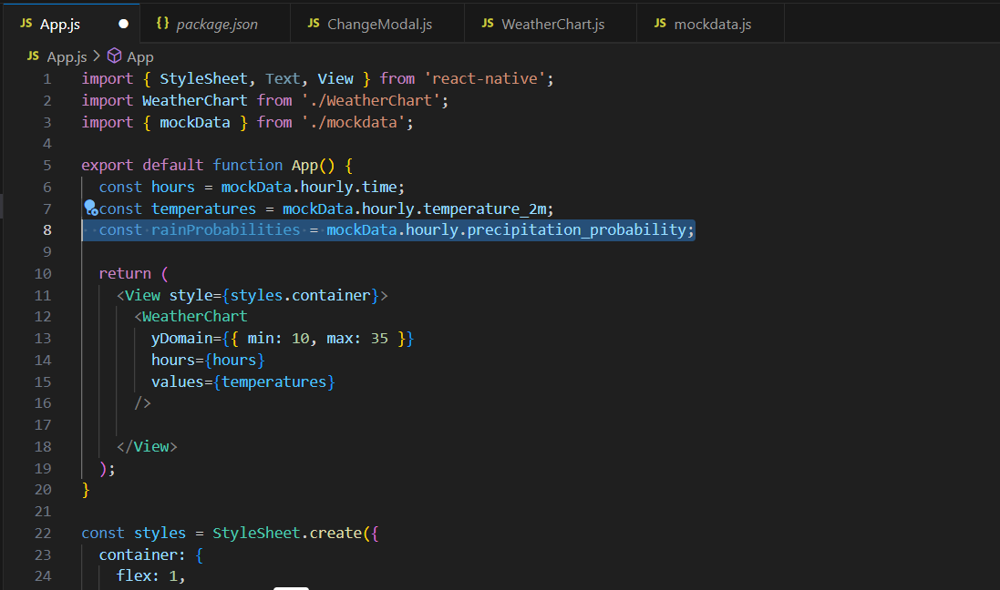 JS App.js ● {} package.json JS ChangeModal.js JS WeatherChart.js JS mockdata.js
JS App.js > App
1 import { StyleSheet, Text, View } from 'react-native';
2 import WeatherChart from './WeatherChart';
3 import { mockData } from './mockdata';
4
5 export default function App() {
6 const hours = mockData.hourly.time;
7 const temperatures = mockData.hourly.temperature_2m;
8 const rainProbabilities = mockData.hourly.precipitation_probability;
9
10 return (
11 <View style={styles.container}>
12 <WeatherChart
13 yDomain={{ min: 10, max: 35 }}
14 hours={hours}
15 values={temperatures}
16 />
17
18 </View>
19 );
20 }
21
22 const styles = StyleSheet.create({
23 container: {
24 flex: 1,